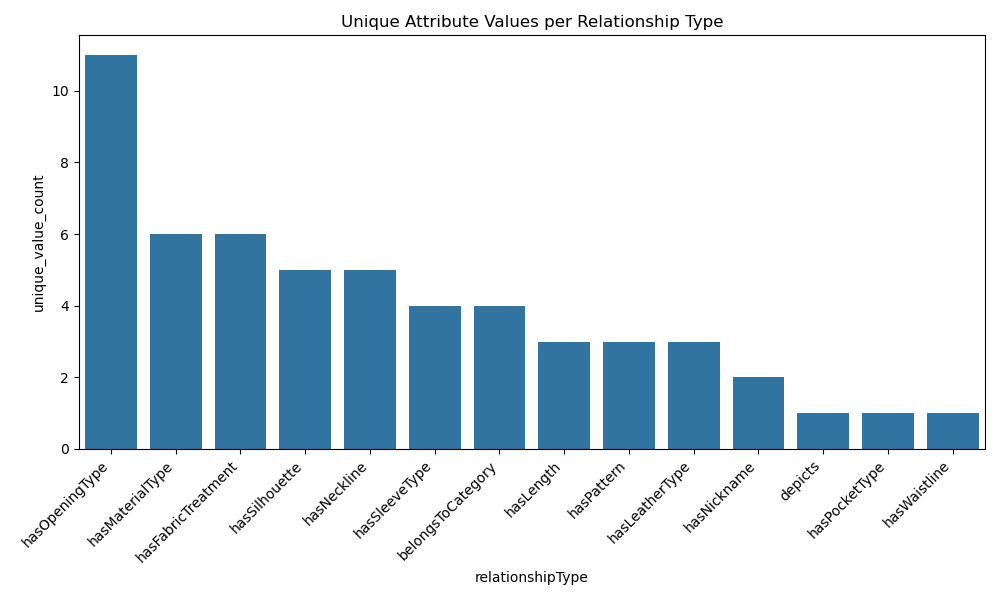 Unique Attribute Values per Relationship Type
unique_value_count
10
8
6
4
2
0
hasOpeningType
hasMaterialType
hasFabricTreatment
hasSilhouette
hasNeckline
hasSleeveType
belongsToCategory
hasLength
hasPattern
hasLeatherType
hasNickname
depicts
hasPocketType
hasWaistline
relationshipType